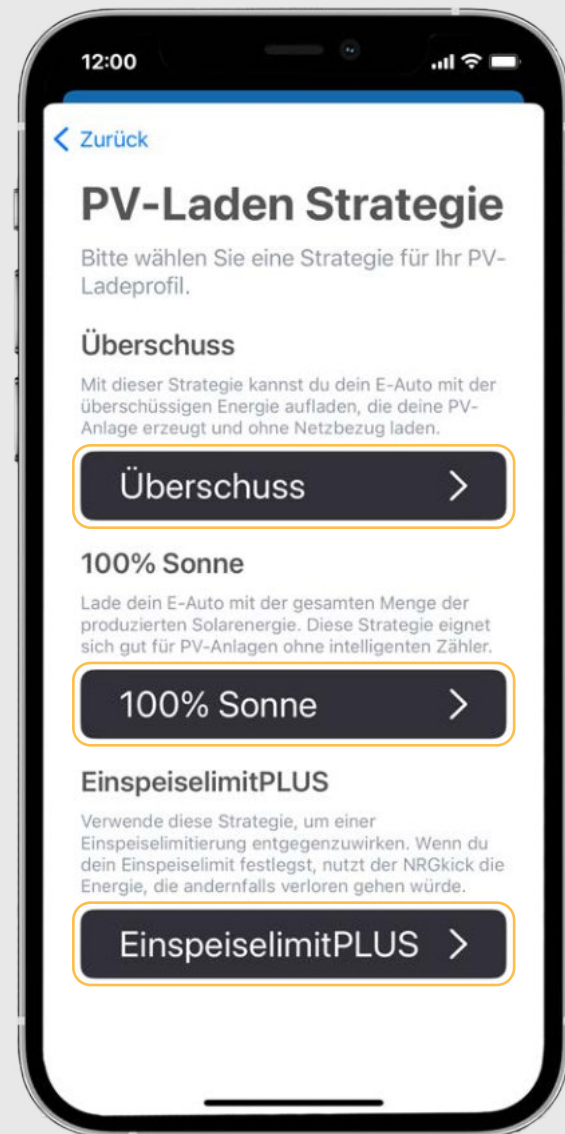 12:00
Zurück
PV-Laden Strategie
Bitte wählen Sie eine Strategie für Ihr PV-
Ladeprofil.
Überschuss
Mit dieser Strategie kannst du dein E-Auto mit der
überschüssigen Energie aufladen, die deine PV-
Anlage erzeugt und ohne Netzbezug laden.
Überschuss
100% Sonne
Lade dein E-Auto mit der gesamten Menge der
produzierten Solarenergie. Diese Strategie eignet
sich gut für PV-Anlagen ohne intelligenten Zähler.
100% Sonne
EinspeiselimitPLUS
Verwende diese Strategie, um einer
Einspeiselimitierung entgegenzuwirken. Wenn du
dein Einspeiselimit festlegst, nutzt der NRGkick die
Energie, die andernfalls verloren gehen würde.
EinspeiselimitPLUS